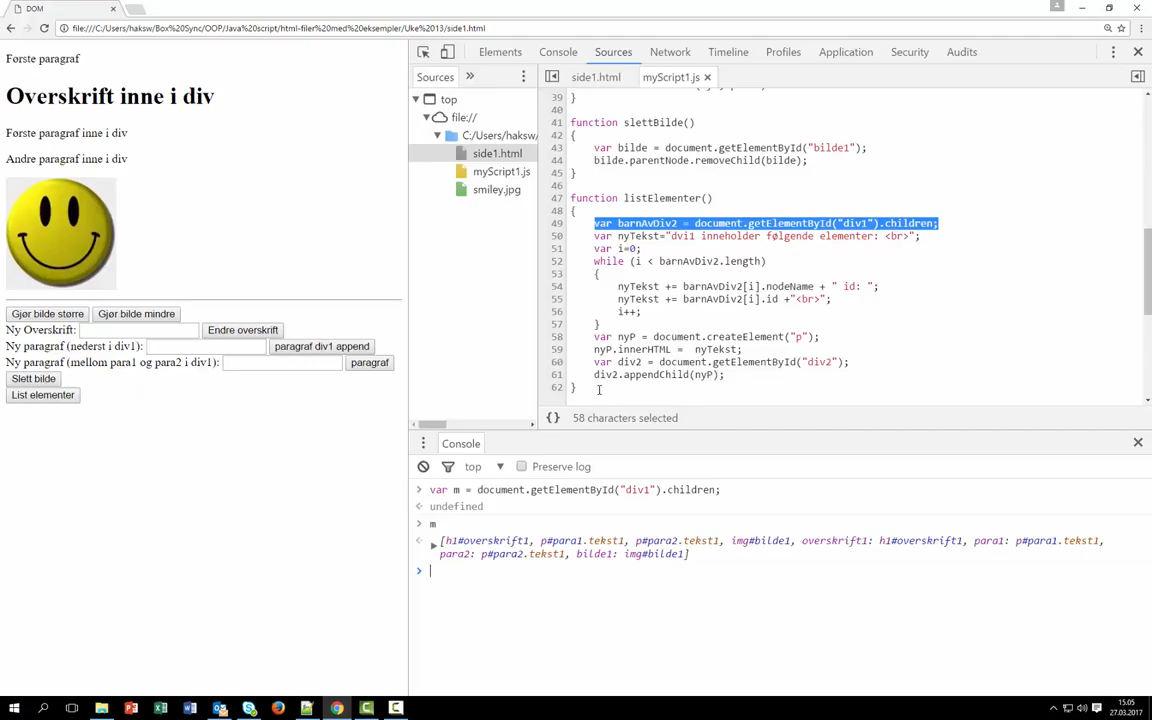 DOM
file:///C:/haksw/Box%20Sync/OOP/Java%20script/html-filer%20med%20eksempler/Uke%2013/side1.html
Første paragraf
Overskrift inne i div
Første paragraf inne i div
Andre paragraf inne i div
Gjør bilde større Gjør bilde mindre
Ny Overskrift: Endre overskrift
Ny paragraf (nederst i div1): paragraf div1 append
Ny paragraf (mellom para1 og para2 i div1): paragraf
Slett bilde
List elementer
Elements Console Sources Network Timeline Profiles Application Security Audits
Sources »
top
file://
C:/Users/haksw/
side1.html
myScript1.js
smiley.jpg
side1.html myScript1.js
39 }
40
41 function slettBilde()
42 {
43 var bilde = document.getElementById("bilde1");
44 bilde.parentNode.removeChild(bilde);
45 }
46
47 function listElementer()
48 {
49 var barnAvDiv2 = document.getElementById("div1").children;
50 var nyTekst="dvi1 inneholder følgende elementer: <br>";
51 var i=0;
52 while (i < barnAvDiv2.length)
53 {
54 nyTekst += barnAvDiv2[i].nodeName + " id: ";
55 nyTekst += barnAvDiv2[i].id +"<br>";
56 i++;
57 }
58 var nyP = document.createElement("p");
59 nyP.innerHTML = nyTekst;
60 var div2 = document.getElementById("div2");
61 div2.appendChild(nyP);
62 }
{} 58 characters selected
Console
top Preserve log
> var m = document.getElementById("div1").children;
undefined
> m
[h1#overskrift1, p#para1.tekst1, p#para2.tekst1, img#bilde1, overskrift1: h1#overskrift1, para1: p#para1.tekst1,
para2: p#para2.tekst1, bilde1: img#bilde1]
>
15.05
27.03.2017